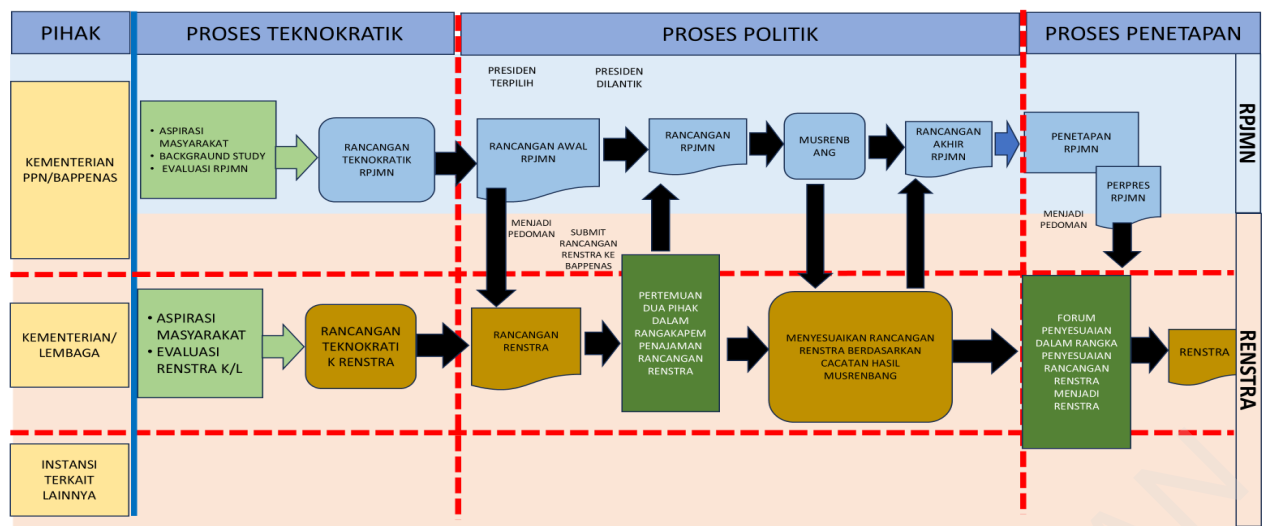 PIHAK
PROSES TEKNOKRATIK
PROSES POLITIK
PROSES PENETAPAN
KEMENTERIAN
PPN/BAPPENAS
• ASPIRASI
MASYARAKAT
• BACKGRAUND STUDY
• EVALUASI RPJMN
RANCANGAN
TEKNOKRATIK
RPJMN
PRESIDEN
TERPILIH
PRESIDEN
DILANTIK
RANCANGAN AWAL
RPJMN
RANCANGAN
RPJMN
MUSRENB
ANG
RANCANGAN
AKHIR
RPJMN
PENETAPAN
RPJMN
PERPRES
RPJMN
RPJMN
MENJADI
PEDOMAN
SUBMIT
RANCANGAN
RENSTRA KE
BAPPENAS
MENJADI
PEDOMAN
KEMENTERIAN/
LEMBAGA
• ASPIRASI
MASYARAKAT
• EVALUASI
RENSTRA K/L
RANCANGAN
TEKNOKRATI
K RENSTRA
RANCANGAN
RENSTRA
PERTEMUAN
DUA PIHAK
DALAM
RANGAKAPEM
PENAJAMAN
RANCANGAN
RENSTRA
MENYESUAIKAN RANCANGAN
RENSTRA BERDASARKAN
CACATAN HASIL
MUSRENBANG
FORUM
PENYESUAIAN
DALAM RANGKA
PENYESUAIAN
RANCANGAN
RENSTRA
MENJADI
RENSTRA
RENSTRA
RENSTRA
INSTANSI
TERKAIT
LAINNYA